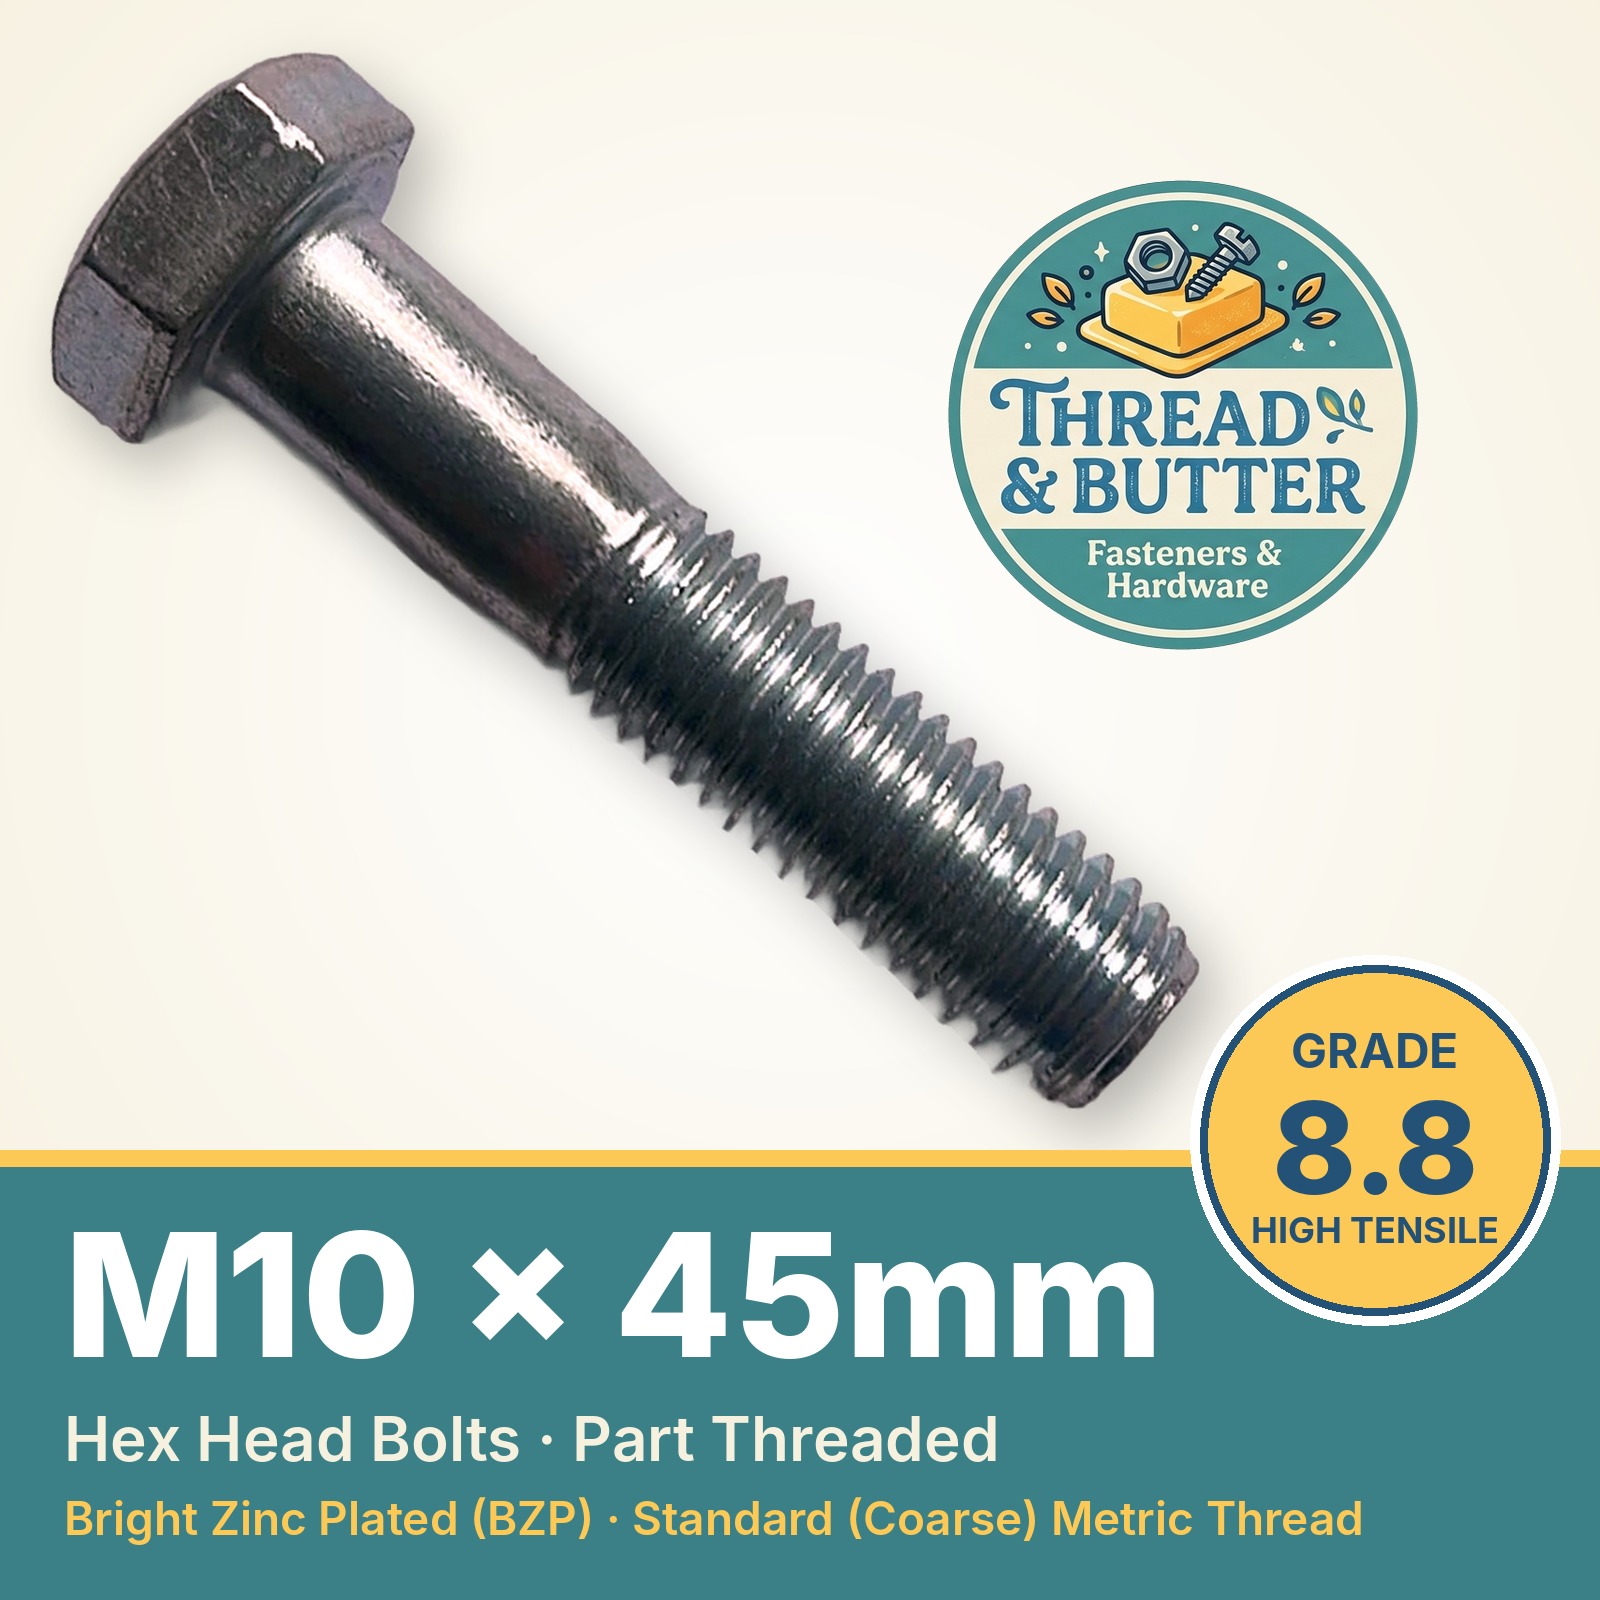 THREAD
& BUTTER
Fasteners &
Hardware
GRADE
8.8
HIGH TENSILE
M10 × 45mm
Hex Head Bolts · Part Threaded
Bright Zinc Plated (BZP) · Standard (Coarse) Metric Thread